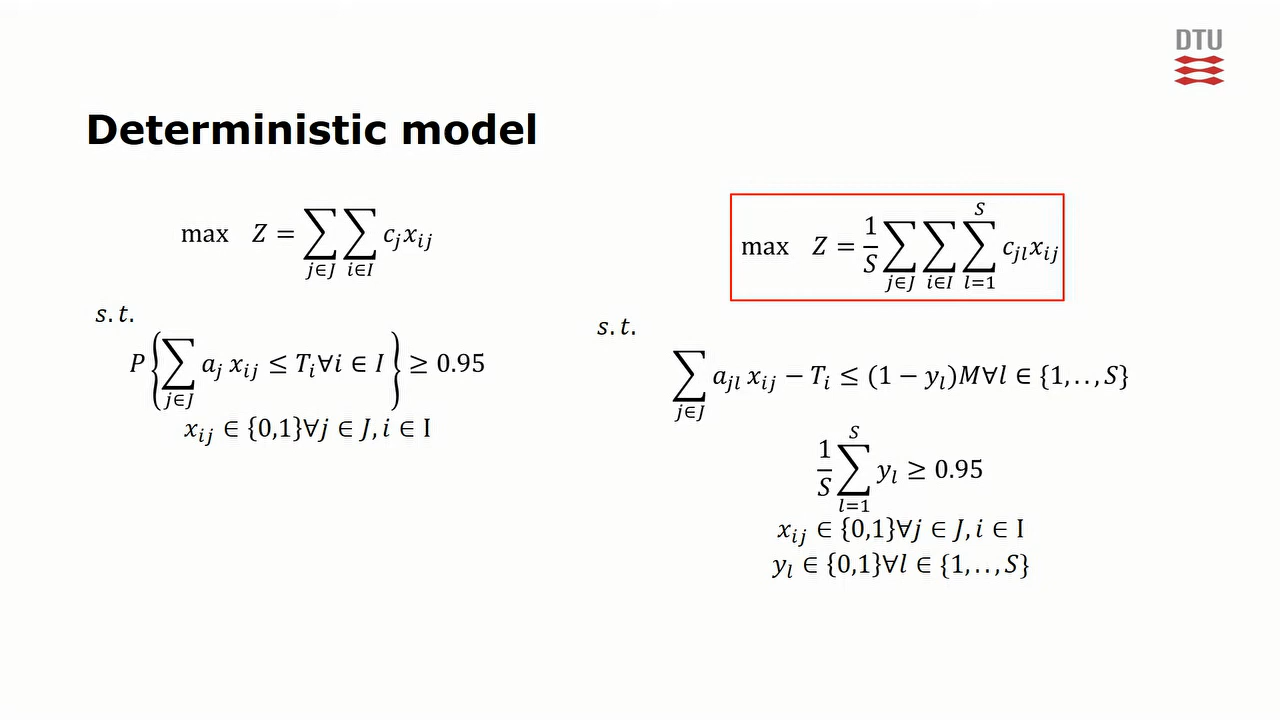 DTU
Deterministic model
max Z = ∑_{j∈J} ∑_{i∈I} c_j x_{ij}
s.t.
P{∑_{j∈J} a_j x_{ij} ≤ T_i ∀i ∈ I} ≥ 0.95
x_{ij} ∈ {0,1}∀j ∈ J, i ∈ I
max Z = 1/S ∑_{j∈J} ∑_{i∈I} ∑_{l=1}^{S} c_{jl} x_{ij}
s.t.
∑_{j∈J} a_{jl} x_{ij} − T_i ≤ (1 − y_l)M∀l ∈ {1,..,S}
1/S ∑_{l=1}^{S} y_l ≥ 0.95
x_{ij} ∈ {0,1}∀j ∈ J, i ∈ I
y_l ∈ {0,1}∀l ∈ {1,..,S}